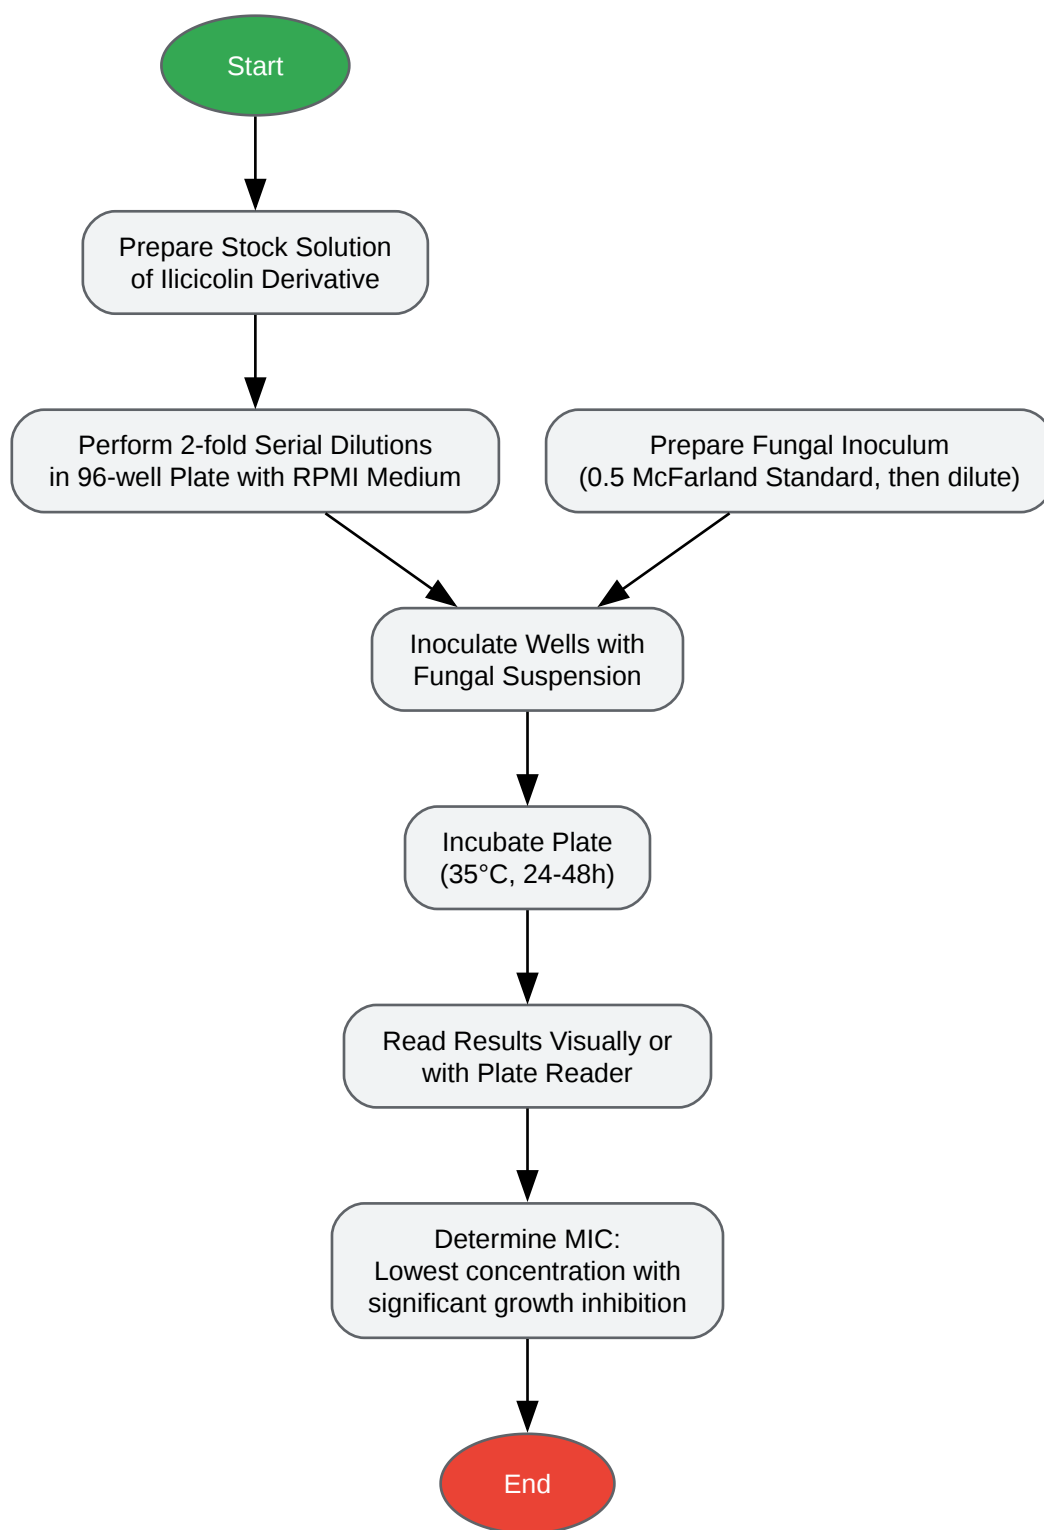 Start
Prepare Stock Solution
of Ilicicolin Derivative
Perform 2-fold Serial Dilutions
in 96-well Plate with RPMI Medium
Prepare Fungal Inoculum
(0.5 McFarland Standard, then dilute)
Inoculate Wells with
Fungal Suspension
Incubate Plate
(35°C, 24-48h)
Read Results Visually or
with Plate Reader
Determine MIC:
Lowest concentration with
significant growth inhibition
End